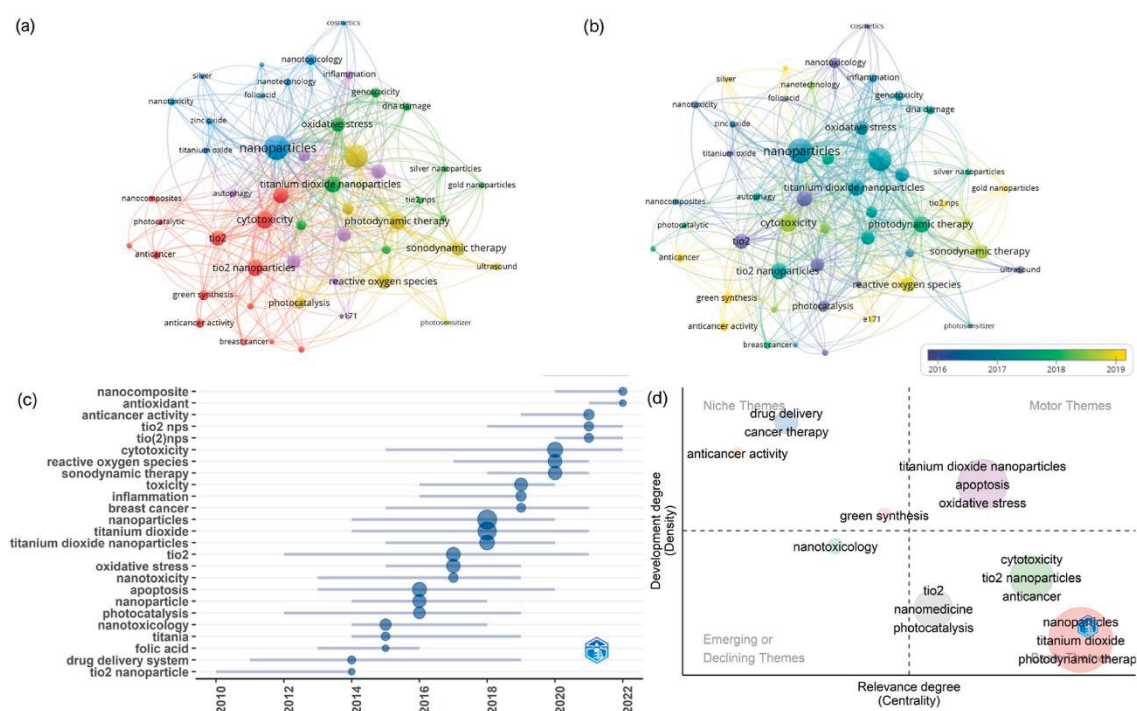 (a)
cosmetics
nanotoxicology
silver
nanotechnology
inflammation
folic acid
genotoxicity
nanotoxicity
dna damage
zinc oxide
oxidative stress
nanoparticles
titanium oxide
silver nanoparticles
titanium dioxide nanoparticles
gold nanoparticles
nanocomposites
autophagy
tio2 nps
photocatalytic
cytotoxicity
photodynamic therapy
tio2
anticancer
sonodynamic therapy
tio2 nanoparticles
ultrasound
reactive oxygen species
green synthesis
photocatalysis
e171
anticancer activity
photosensitizer
breast cancer
(b)
cosmetics
nanotoxicology
silver
nanotechnology
inflammation
folic acid
genotoxicity
nanotoxicity
dna damage
zinc oxide
oxidative stress
nanoparticles
titanium oxide
silver nanoparticles
titanium dioxide nanoparticles
gold nanoparticles
nanocomposites
autophagy
tio2 nps
photocatalytic
cytotoxicity
photodynamic therapy
tio2
anticancer
sonodynamic therapy
tio2 nanoparticles
ultrasound
reactive oxygen species
green synthesis
photocatalysis
e171
anticancer activity
photosensitizer
breast cancer
2016 2017 2018 2019
(c)
nanocomposite
antioxidant
anticancer activity
tio2 nps
tio(2)nps
cytotoxicity
reactive oxygen species
sonodynamic therapy
toxicity
inflammation
breast cancer
nanoparticles
titanium dioxide
titanium dioxide nanoparticles
tio2
oxidative stress
nanotoxicity
apoptosis
nanoparticle
photocatalysis
nanotoxicology
titania
folic acid
drug delivery system
tio2 nanoparticle
2010 2012 2014 2016 2018 2020 2022
(d)
Niche Themes
Motor Themes
drug delivery
cancer therapy
anticancer activity
titanium dioxide nanoparticles
apoptosis
oxidative stress
green synthesis
nanotoxicology
cytotoxicity
tio2 nanoparticles
anticancer
tio2
nanomedicine
photocatalysis
nanoparticles
titanium dioxide
photodynamic therap
Emerging or
Declining Themes
Development degree
(Density)
Relevance degree
(Centrality)